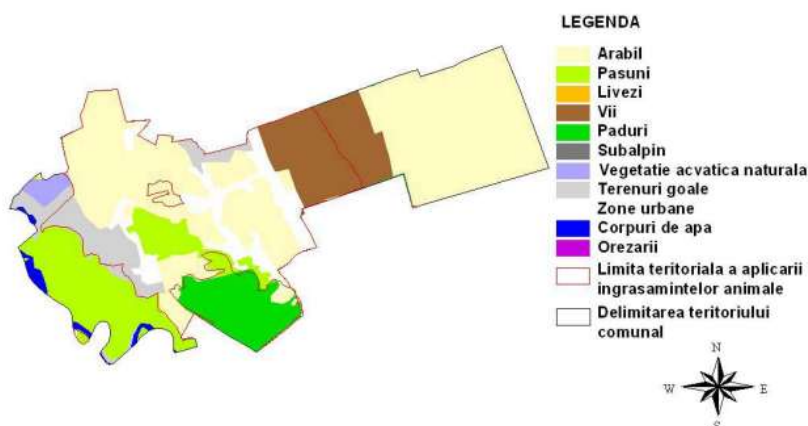 LEGENDA
Arabil
Pasuni
Livezi
Vii
Paduri
Subalpin
Vegetatie acvatica naturala
Terenuri goale
Zone urbane
Corpuri de apa
Orezarii
Limita teritoriala a aplicarii
ingrasamintelor animale
Delimitarea teritoriului
comunal
N
W E
S